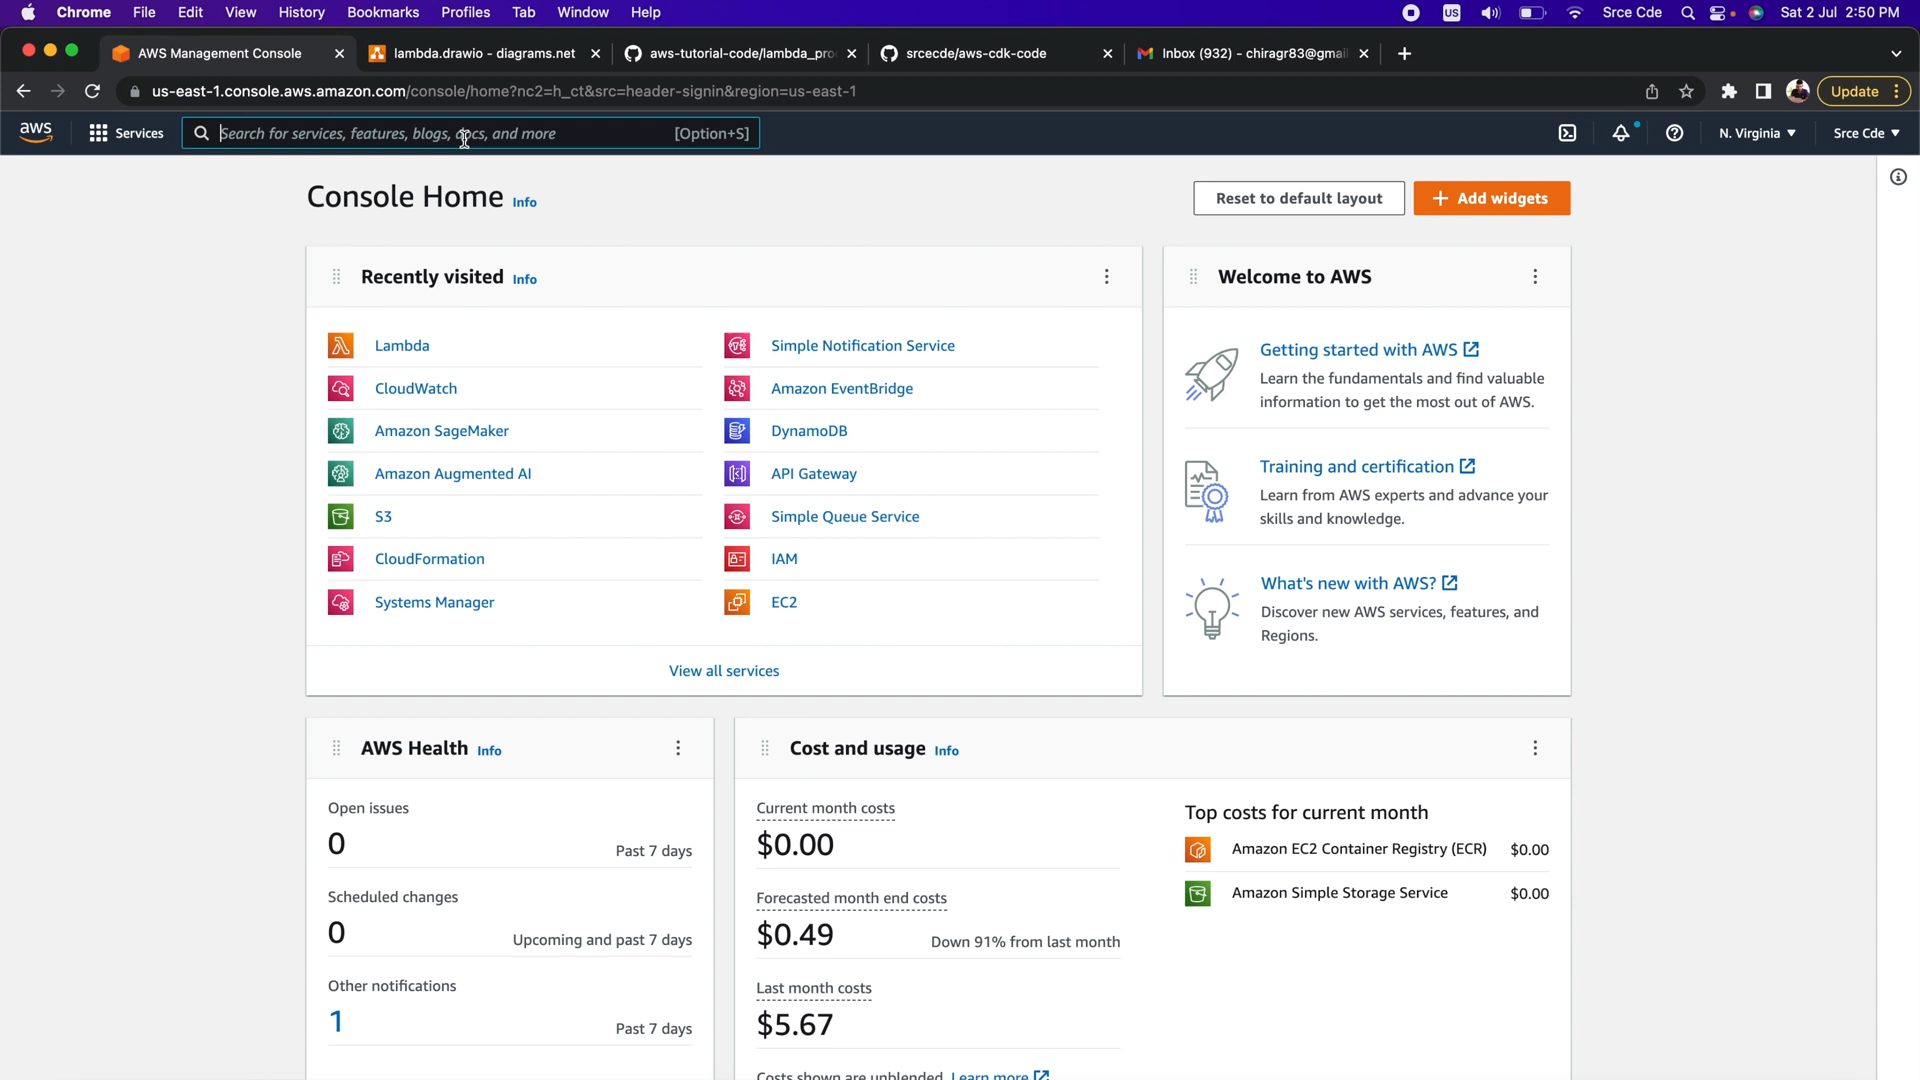 Chrome File Edit View History Bookmarks Profiles Tab Window Help US Srce Cde Sat 2 Jul 2:50 PM
AWS Management Console lambda.drawio - diagrams.net aws-tutorial-code/lambda_pro srcecde/aws-cdk-code Inbox (932) - chiragr83@gmai
us-east-1.console.aws.amazon.com/console/home?nc2=h_ct&src=header-signin&region=us-east-1 Update
aws Services Search for services, features, blogs, docs, and more [Option+S] N. Virginia Srce Cde
Console Home Info Reset to default layout + Add widgets
Recently visited Info
Lambda
CloudWatch
Amazon SageMaker
Amazon Augmented AI
S3
CloudFormation
Systems Manager
Simple Notification Service
Amazon EventBridge
DynamoDB
API Gateway
Simple Queue Service
IAM
EC2
View all services
Welcome to AWS
Getting started with AWS
Learn the fundamentals and find valuable
information to get the most out of AWS.
Training and certification
Learn from AWS experts and advance your
skills and knowledge.
What's new with AWS?
Discover new AWS services, features, and
Regions.
AWS Health Info
Open issues
0 Past 7 days
Scheduled changes
0 Upcoming and past 7 days
Other notifications
1 Past 7 days
Cost and usage Info
Current month costs
$0.00
Forecasted month end costs
$0.49 Down 91% from last month
Last month costs
$5.67
Costs shown are unblended. Learn more
Top costs for current month
Amazon EC2 Container Registry (ECR) $0.00
Amazon Simple Storage Service $0.00